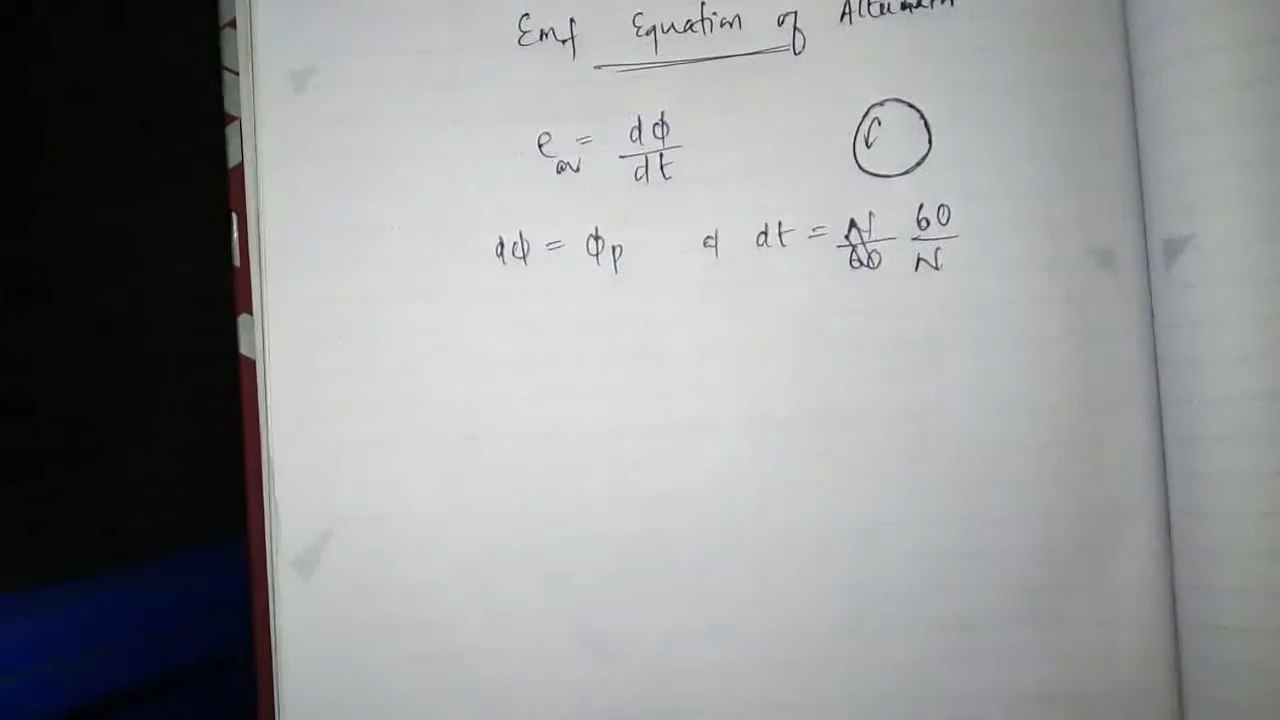 Emf Equation of
e_av = dφ/dt
dφ = φp & dt = 60/N